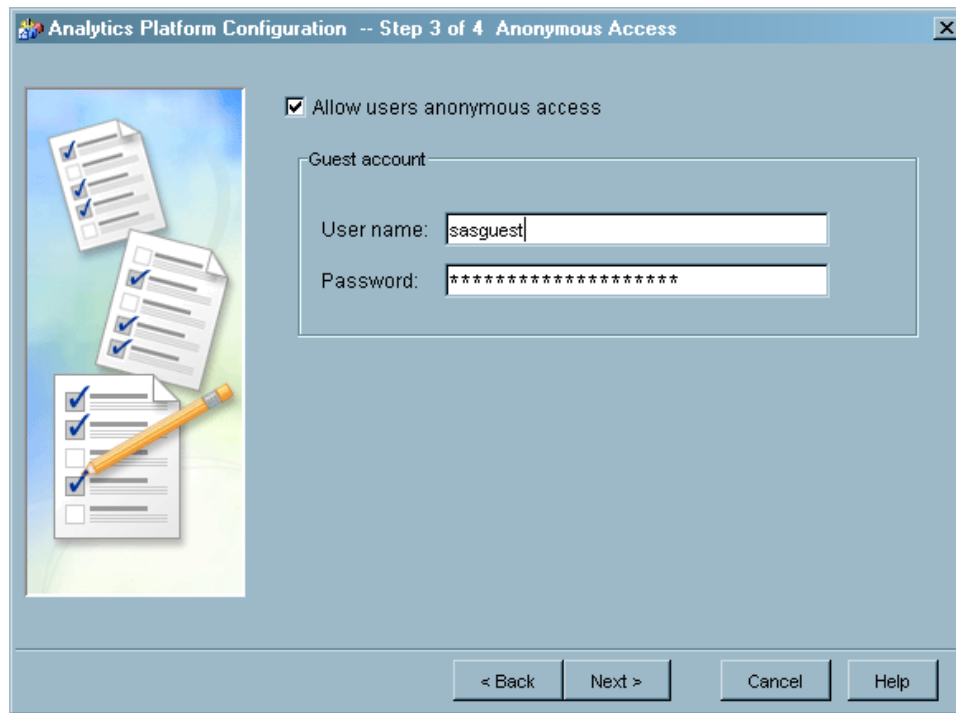 Analytics Platform Configuration -- Step 3 of 4 Anonymous Access
Allow users anonymous access
Guest account
User name: sasguest
Password: ********************
< Back Next > Cancel Help